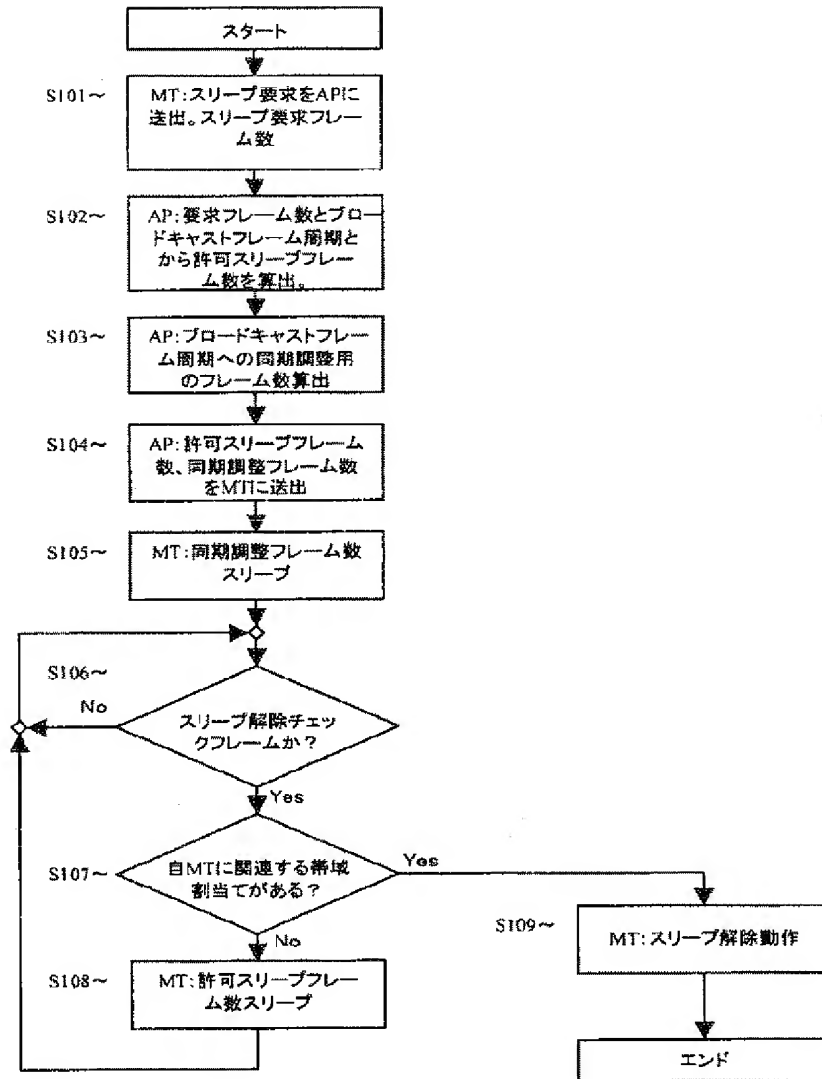 スタート
S101～
MT:スリープ要求をAPに
送出。スリープ要求フレー
ム数
S102～
AP:要求フレーム数とブロー
ドキャストフレーム周期と
から許可スリープフレー
ム数を算出。
S103～
AP:ブロードキャストフレー
ム周期への同期調整用
のフレーム数算出
S104～
AP:許可スリープフレーム
数、同期調整フレーム数
をMTに送出
S105～
MT:同期調整フレーム数
スリープ
S106～
No
スリープ解除チェッ
クフレームか?
Yes
S107～
自MTに関連する帯域
割当てがある?
Yes
No
S108～
MT:許可スリープフレー
ム数スリープ
S109～
MT:スリープ解除動作
エンド